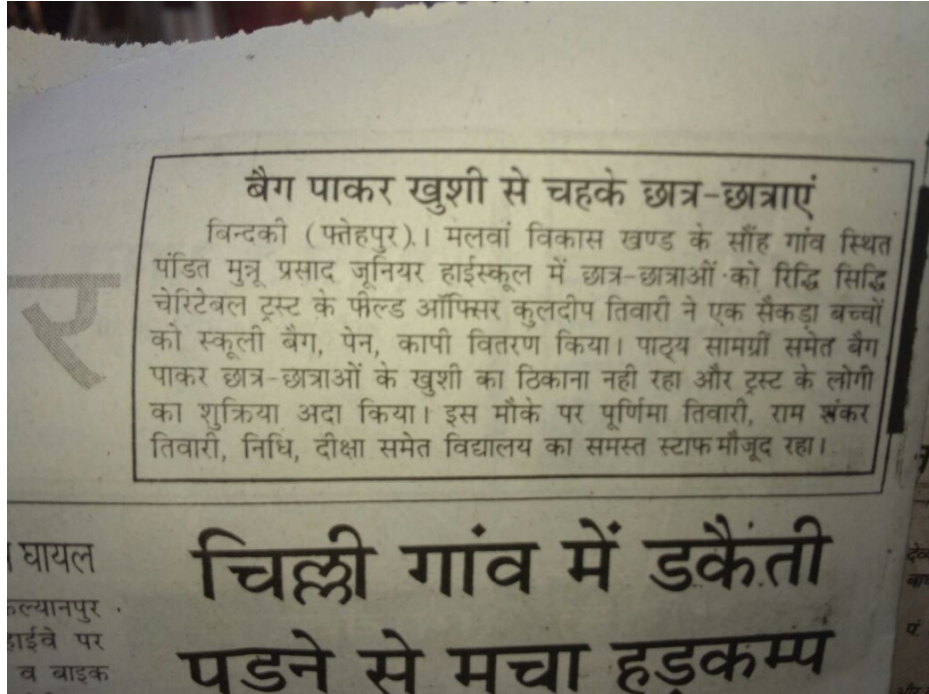 बैग पाकर खुशी से चहके छात्र-छात्राएं
बिन्दकी (फ्तेहपुर)। मलवां विकास खण्ड के सौंह गांव स्थित
पंडित मुन्नू प्रसाद जूनियर हाईस्कूल में छात्र-छात्राओं को रिद्धि सिद्धि
चेरिटेबल ट्रस्ट के फील्ड ऑफिसर कुलदीप तिवारी ने एक सैकड़ा बच्चों
को स्कूली बैग, पेन, कापी वितरण किया। पाठ्य सामग्री समेत बैग
पाकर छात्र-छात्राओं के खुशी का ठिकाना नही रहा और ट्रस्ट के लोगों
का शुक्रिया अदा किया। इस मौके पर पूर्णिमा तिवारी, राम शंकर
तिवारी, निधि, दीक्षा समेत विद्यालय का समस्त स्टाफ मौजूद रहा।
र
चिल्ली गांव में डकैती
पडने से मचा हड़कम्प
घायल
कल्यानपुर
हाईवे पर
व बाइक